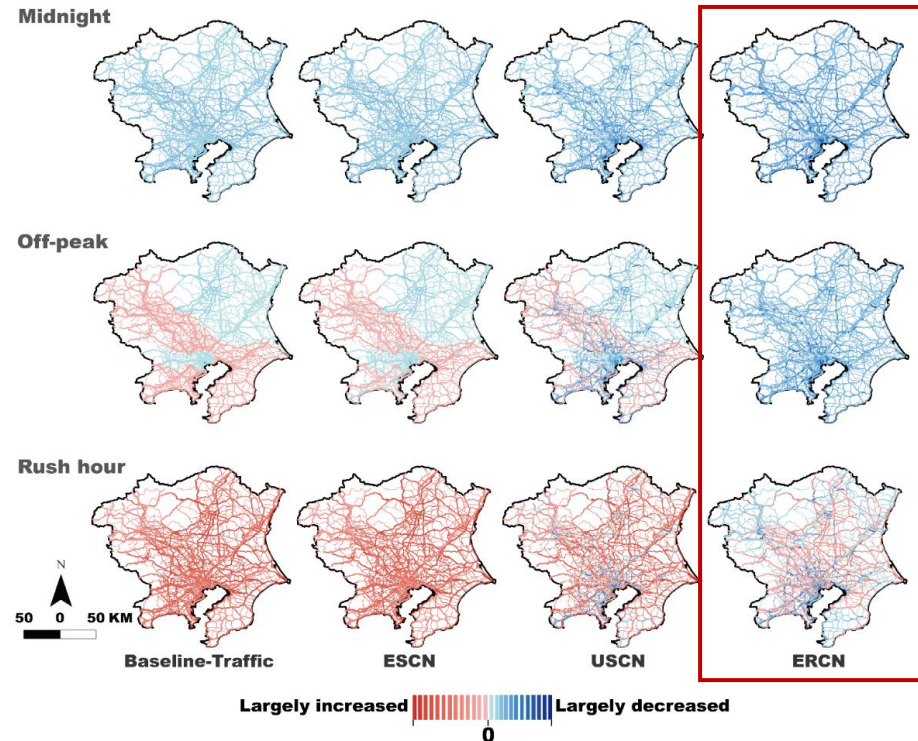 Midnight
Off-peak
Rush hour
N
50 0 50 KM
Baseline-Traffic ESCN USCN ERCN
Largely increased Largely decreased
0